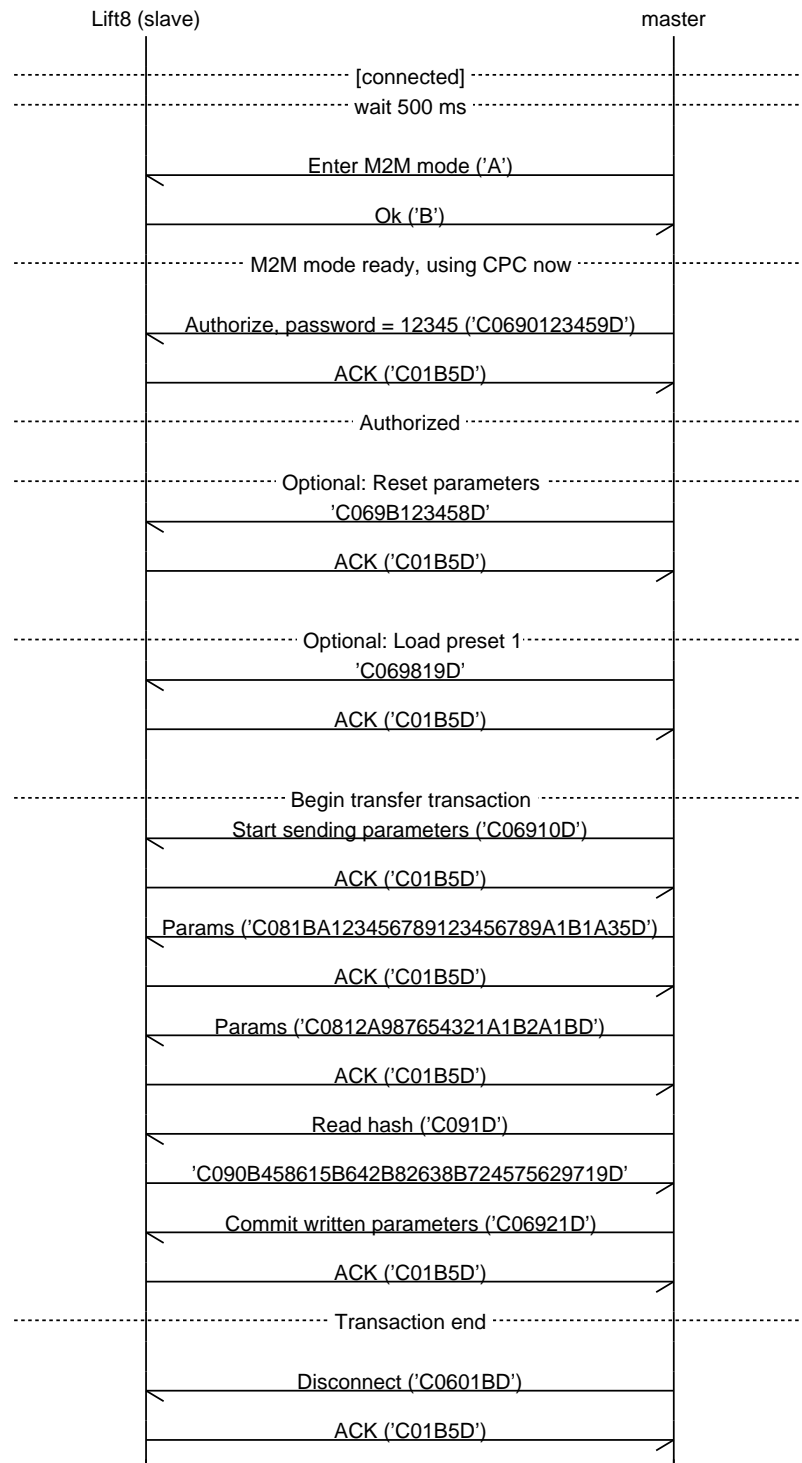 Lift8 (slave) master
[connected]
wait 500 ms
Enter M2M mode (’A’)
Ok (’B’)
M2M mode ready, using CPC now
Authorize, password = 12345 (’C0690123459D’)
ACK (’C01B5D’)
Authorized
Optional: Reset parameters
’C069B123458D’
ACK (’C01B5D’)
Optional: Load preset 1
’C069819D’
ACK (’C01B5D’)
Begin transfer transaction
Start sending parameters (’C06910D’)
ACK (’C01B5D’)
Params (’C081BA123456789123456789A1B1A35D’)
ACK (’C01B5D’)
Params (’C0812A987654321A1B2A1BD’)
ACK (’C01B5D’)
Read hash (’C091D’)
’C090B458615B642B82638B724575629719D’
Commit written parameters (’C06921D’)
ACK (’C01B5D’)
Transaction end
Disconnect (’C0601BD’)
ACK (’C01B5D’)